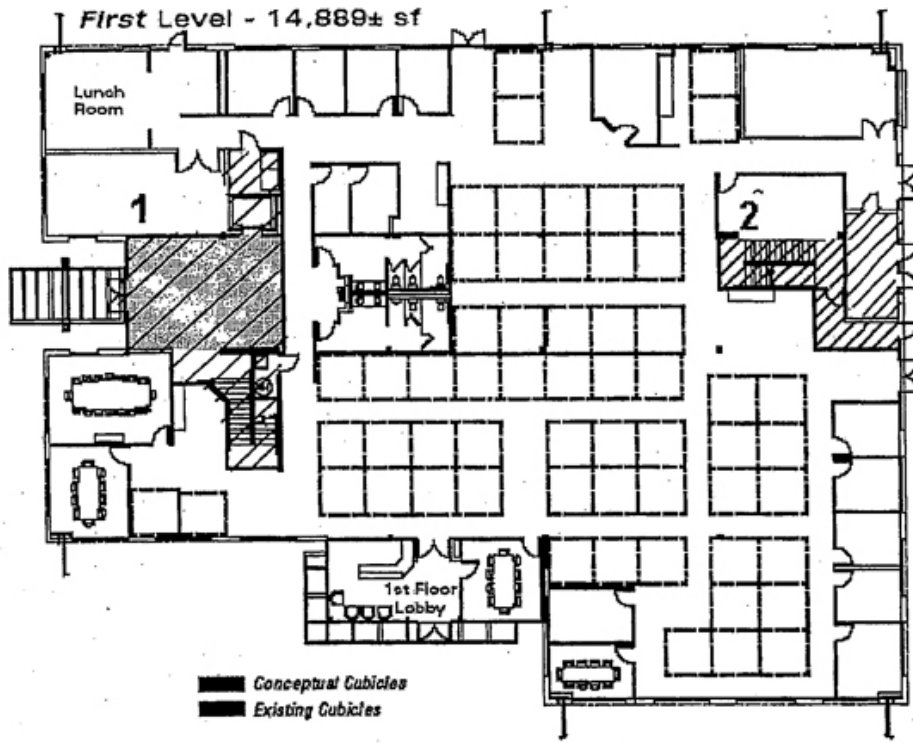 First Level - 14,889± sf
Lunch
Room
1
2
1st Floor
Lobby
Conceptual Cubicles
Existing Cubicles